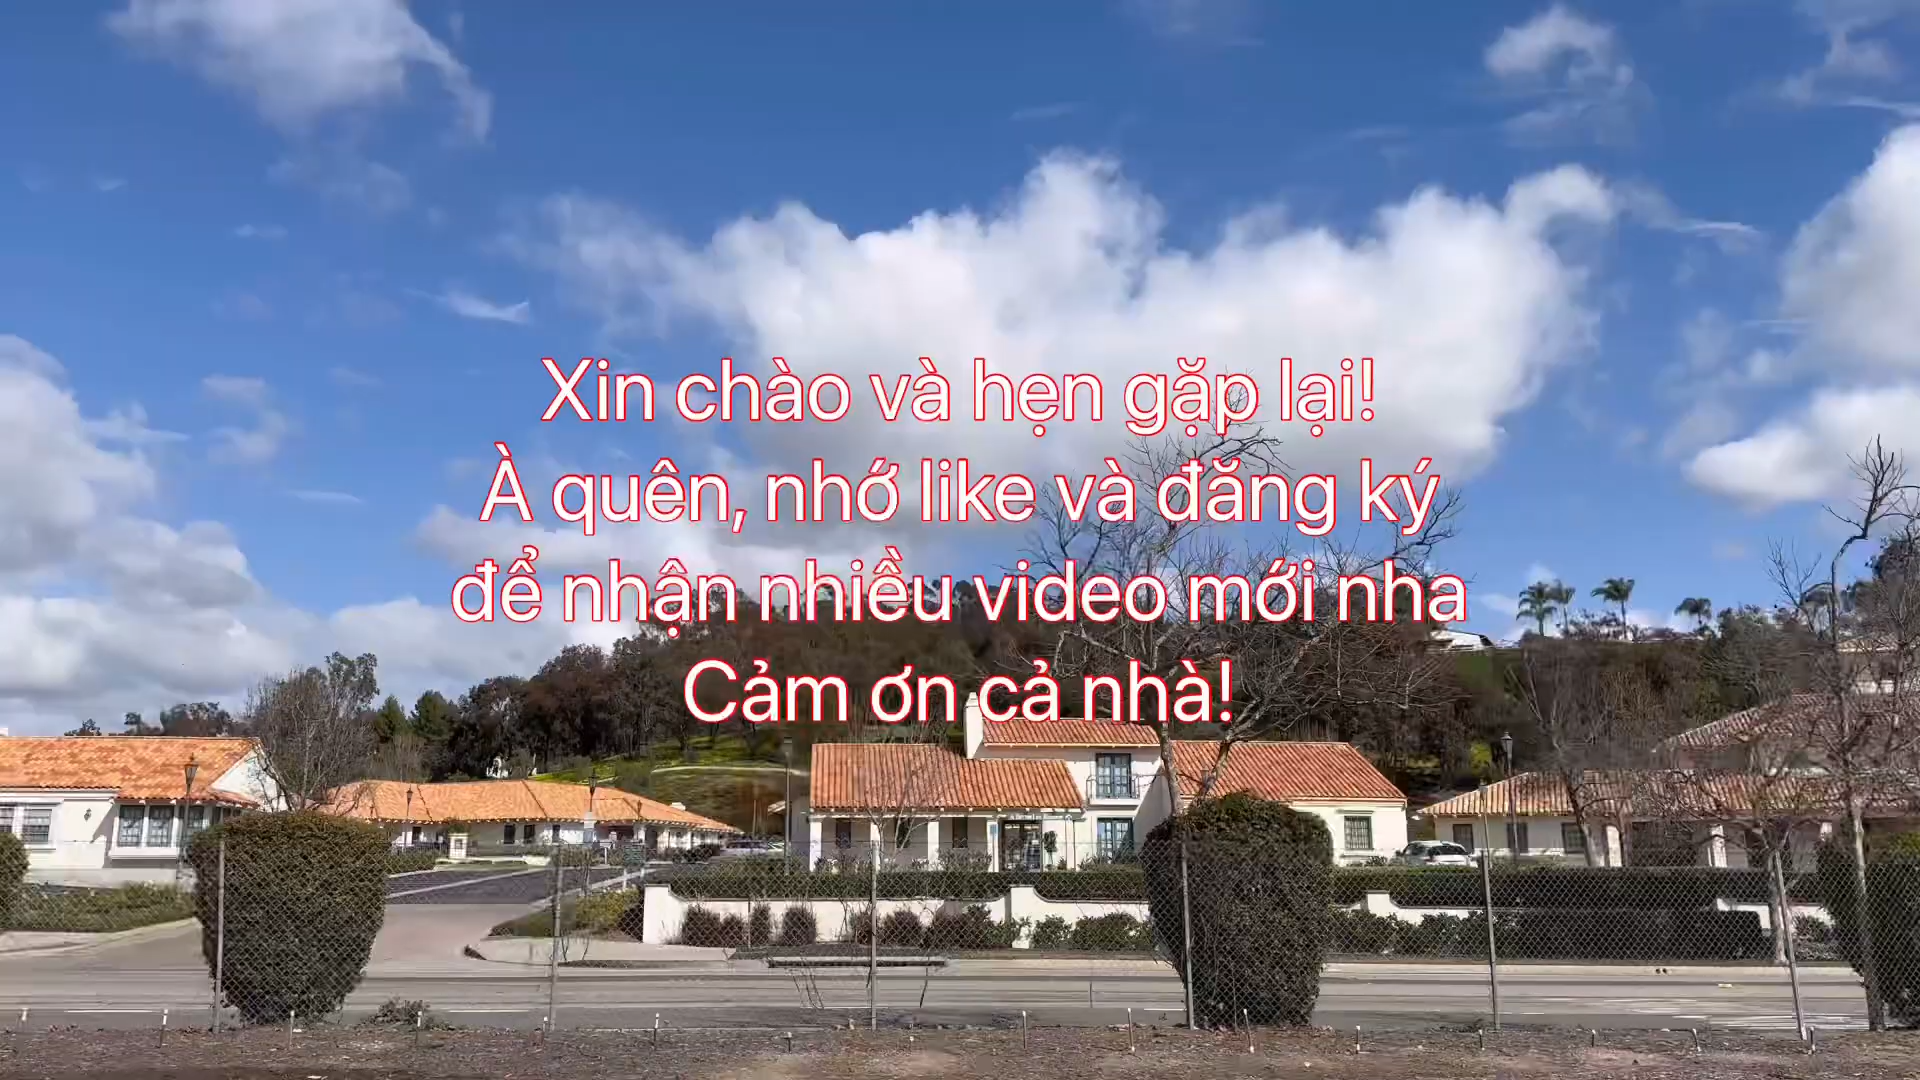 Xin chào và hẹn gặp lại!
À quên, nhớ like và đăng ký
để nhận nhiều video mới nha
Cảm ơn cả nhà!